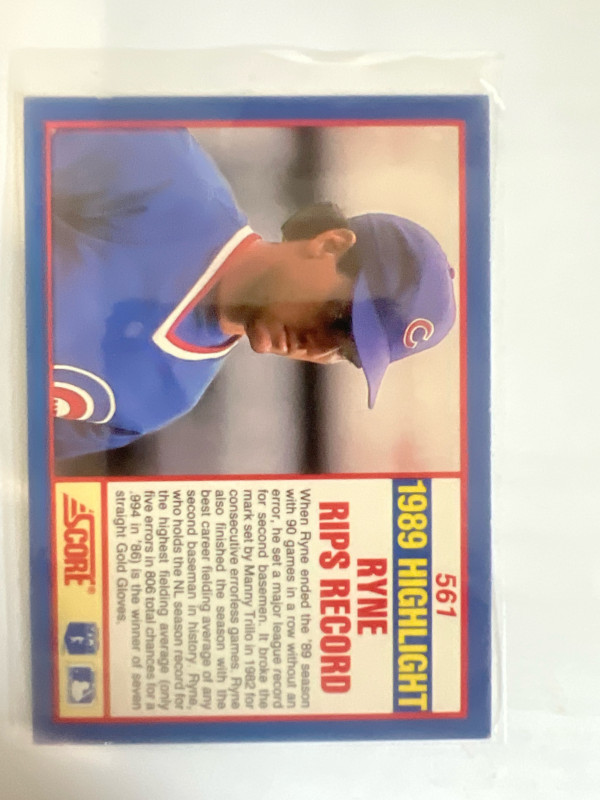 561
1989 HIGHLIGHT
RYNE
RIPS RECORD
When Ryne ended the '89 season
with 90 games in a row without an
error, he set a major league record
for second basemen. It broke the
mark set by Manny Trillo in 1982 for
consecutive errorless games. Ryne
also finished the season with the
best career fielding average of any
second baseman in history. Ryne,
who holds the NL season record for
the highest fielding average (only
five errors in 806 total chances for a
.994 in '86) is the winner of seven
straight Gold Gloves.
SCORE®
C